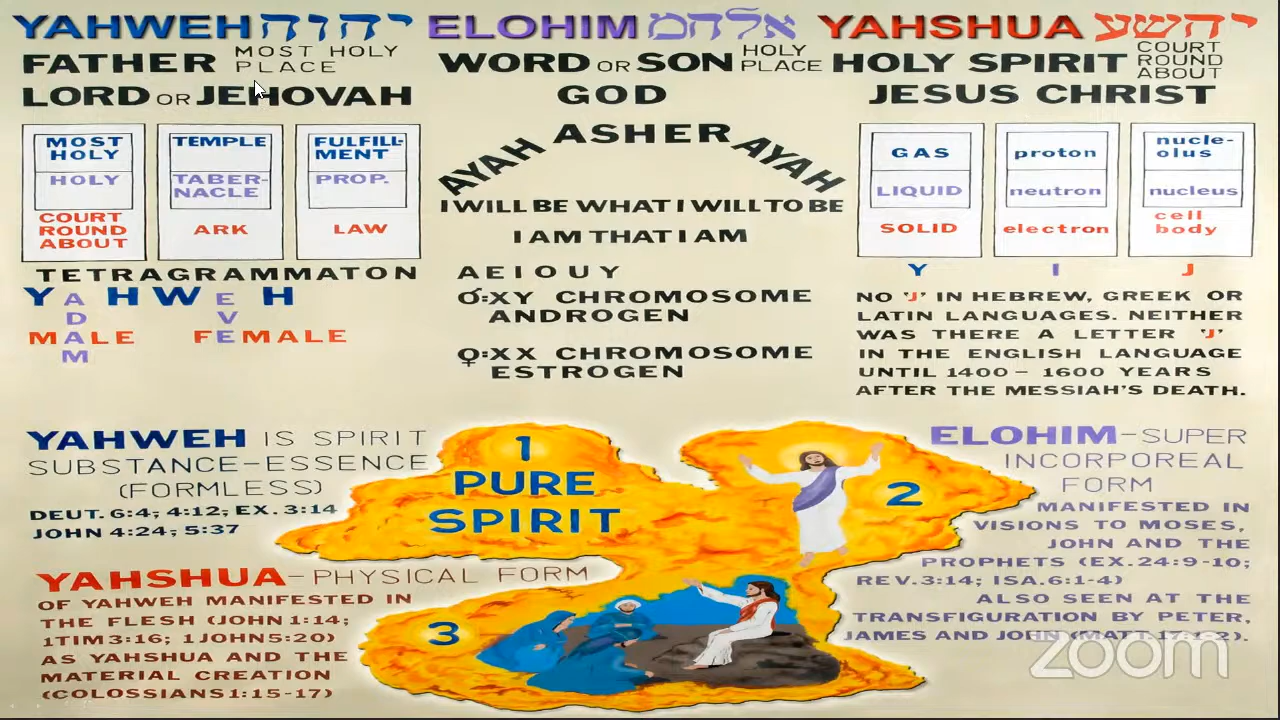 YAHWEH יהוה
MOST HOLY
PLACE
FATHER
LORD OR JEHOVAH
ELOHIM אלהמ
HOLY
PLACE
WORD OR SON
GOD
YAHSHUA יהשע
COURT
ROUND
ABOUT
HOLY SPIRIT
JESUS CHRIST
MOST
HOLY
HOLY
COURT
ROUND
ABOUT
TEMPLE
TABER-
NACLE
ARK
FULFILL-
MENT
PROP.
LAW
AYAH ASHER AYAH
I WILL BE WHAT I WILL TO BE
I AM THAT I AM
GAS
LIQUID
SOLID
proton
neutron
electron
nucle-
olus
nucleus
cell
body
TETRAGRAMMATON
YAHWEH
ADAM
EVE
MALE FEMALE
A E I O U Y
♂:XY CHROMOSOME
ANDROGEN
♀:XX CHROMOSOME
ESTROGEN
Y I J
NO 'J' IN HEBREW, GREEK OR
LATIN LANGUAGES. NEITHER
WAS THERE A LETTER 'J'
IN THE ENGLISH LANGUAGE
UNTIL 1400 - 1600 YEARS
AFTER THE MESSIAH'S DEATH.
YAHWEH IS SPIRIT
SUBSTANCE-ESSENCE
(FORMLESS)
DEUT. 6:4; 4:12; EX. 3:14
JOHN 4:24; 5:37
1
PURE
SPIRIT
2
ELOHIM-SUPER
INCORPOREAL
FORM
MANIFESTED IN
VISIONS TO MOSES,
JOHN AND THE
PROPHETS (EX.24:9-10;
REV.3:14; ISA.6:1-4)
ALSO SEEN AT THE
TRANSFIGURATION BY PETER,
JAMES AND JOHN
YAHSHUA-PHYSICAL FORM
OF YAHWEH MANIFESTED IN
THE FLESH (JOHN 1:14;
1TIM 3:16; 1JOHN 5:20)
AS YAHSHUA AND THE
MATERIAL CREATION
(COLOSSIANS 1:15-17)
3
zoom